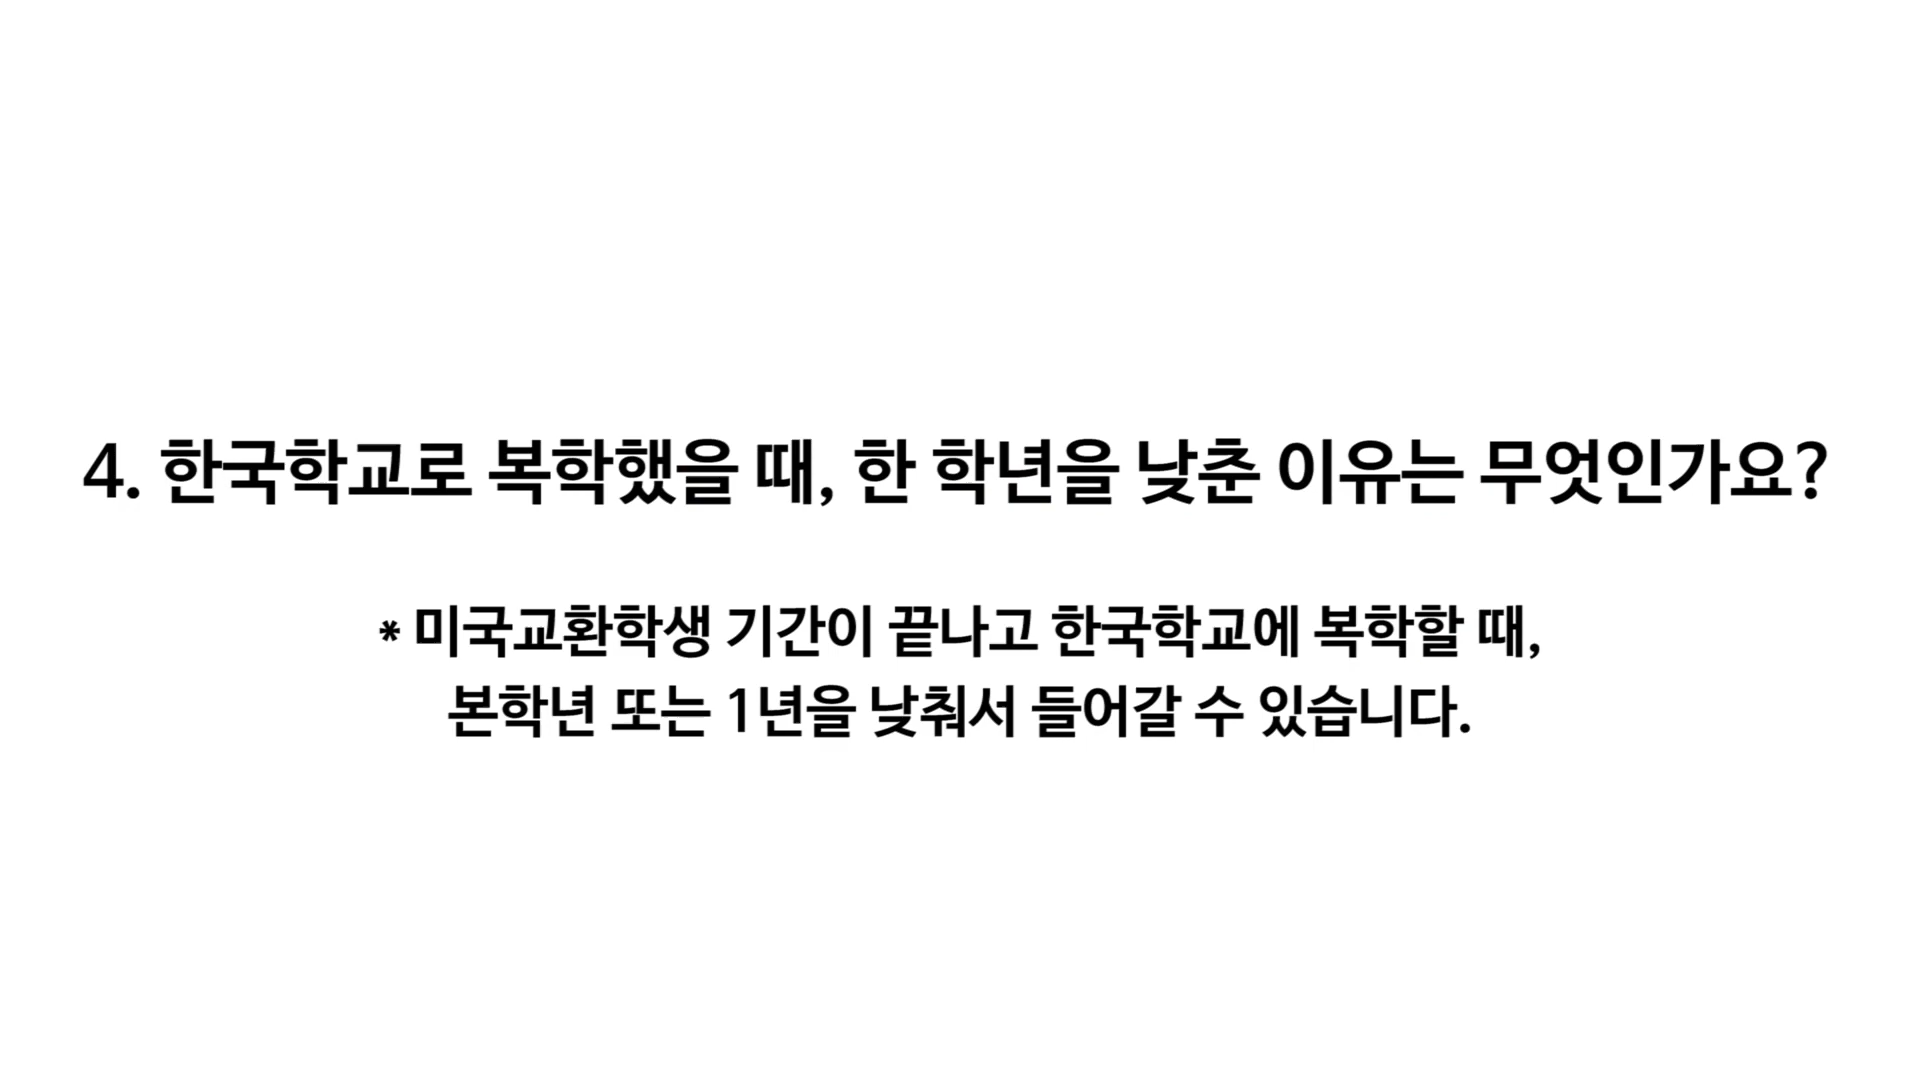 4. 한국학교로 복학했을 때, 한 학년을 낮춘 이유는 무엇인가요?
* 미국교환학생 기간이 끝나고 한국학교에 복학할 때,
본학년 또는 1년을 낮춰서 들어갈 수 있습니다.